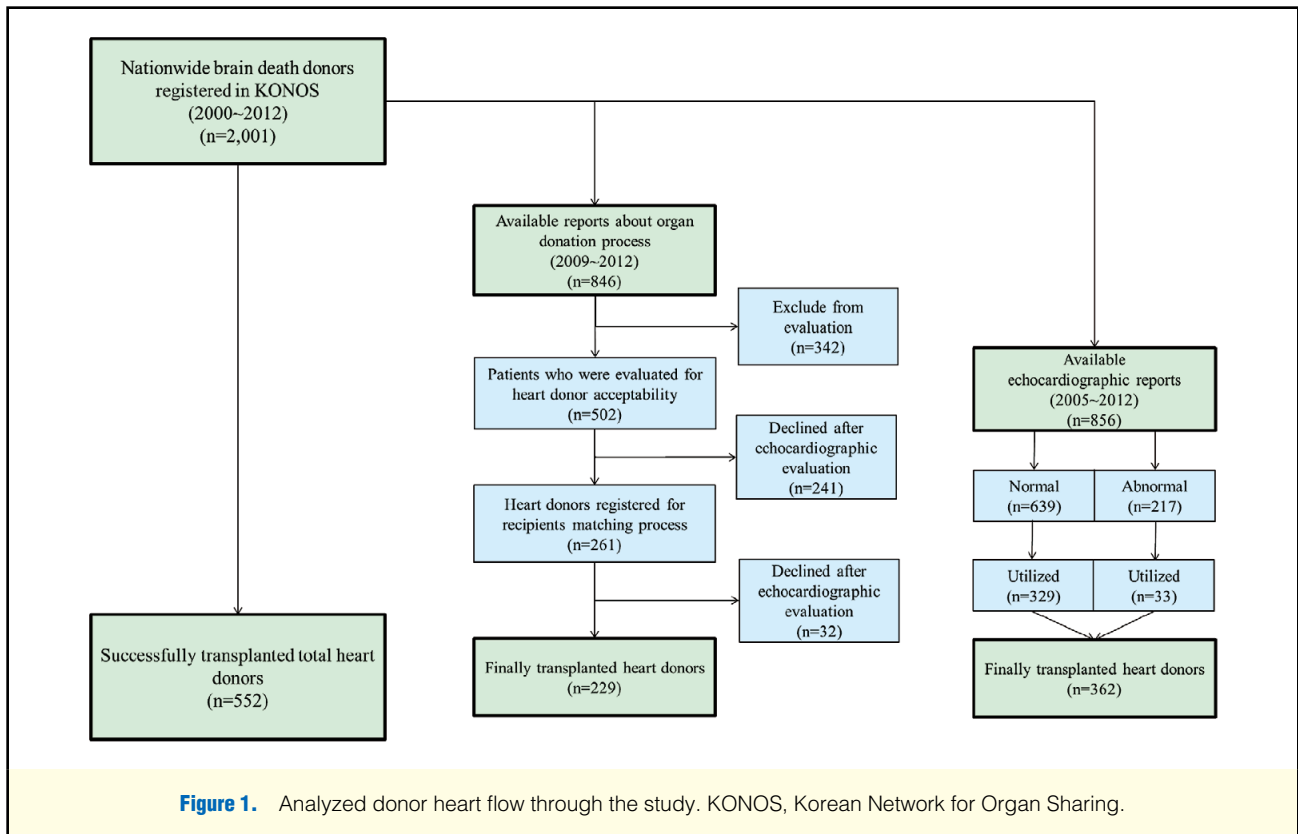 Nationwide brain death donors
registered in KONOS
(2000~2012)
(n=2,001)
Successfully transplanted total heart
donors
(n=552)
Available reports about organ
donation process
(2009~2012)
(n=846)
Exclude from
evaluation
(n=342)
Patients who were evaluated for
heart donor acceptability
(n=502)
Declined after
cchocardiographic
evaluation
(n=241)
Heart donors registered for
recipients matching process
(n=261)
Declined after
echocardiographic
evaluation
(n=32)
Finally transplanted heart donors
(n=229)
Available
echocardiographic reports
(2005~2012)
(n=856)
Normal
(n=639)
Abnormal
(n=217)
Utilized
(n=329)
Utilized
(n=33)
Finally transplanted heart donors
(n=362)
Figure 1. Analyzed donor heart flow through the study. KONOS, Korean Network for Organ Sharing.